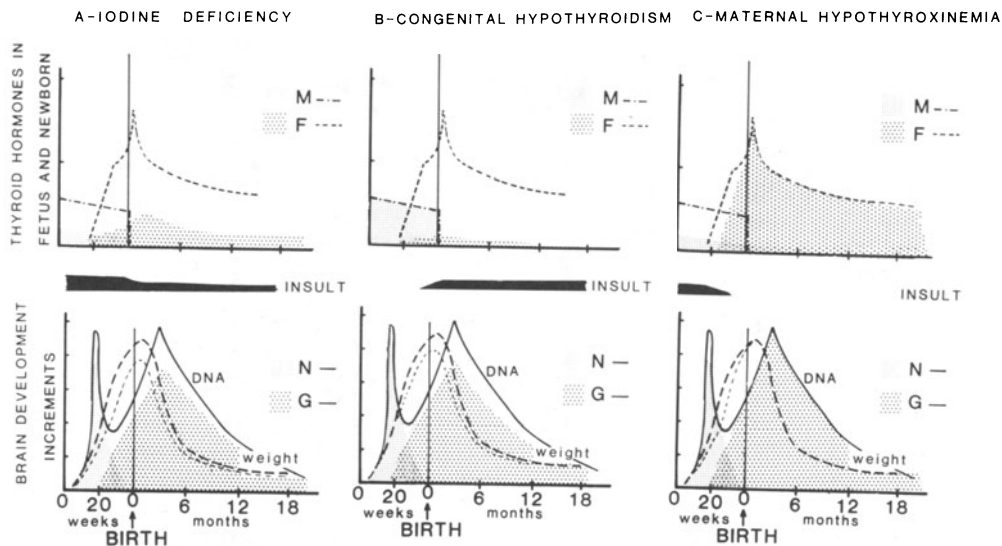 A-IODINE DEFICIENCY
B-CONGENITAL HYPOTHYROIDISM
C-MATERNAL HYPOTHYROXINEMIA
THYROID HORMONES IN
FETUS AND NEWBORN
M
F
M
F
M
F
INSULT
INSULT
INSULT
BRAIN DEVELOPMENT
INCREMENTS
N
G
DNA
weight
N
G
DNA
weight
N
G
DNA
weight
0 20 0 6 12 18
weeks months
BIRTH
0 20 0 6 12 18
weeks months
BIRTH
0 20 0 6 12 18
weeks months
BIRTH